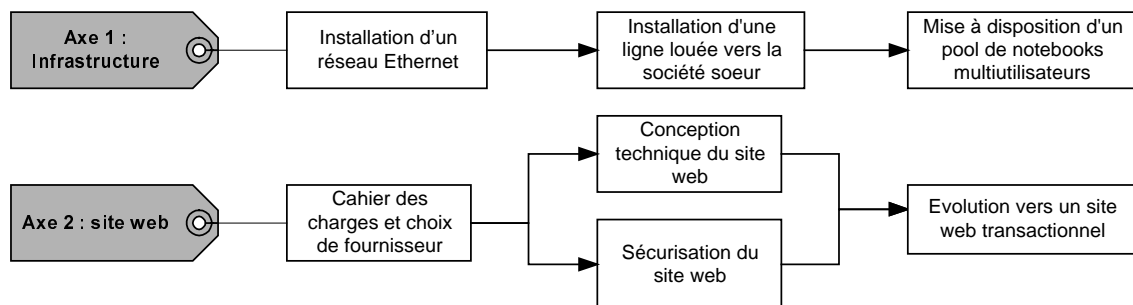 Axe 1 :
Infrastructure
Installation d'un
réseau Ethernet
Installation d'une
ligne louée vers la
société soeur
Mise à disposition d'un
pool de notebooks
multiutilisateurs
Axe 2 : site web
Cahier des
charges et choix
de fournisseur
Conception
technique du site
web
Sécurisation du
site web
Evolution vers un site
web transactionnel